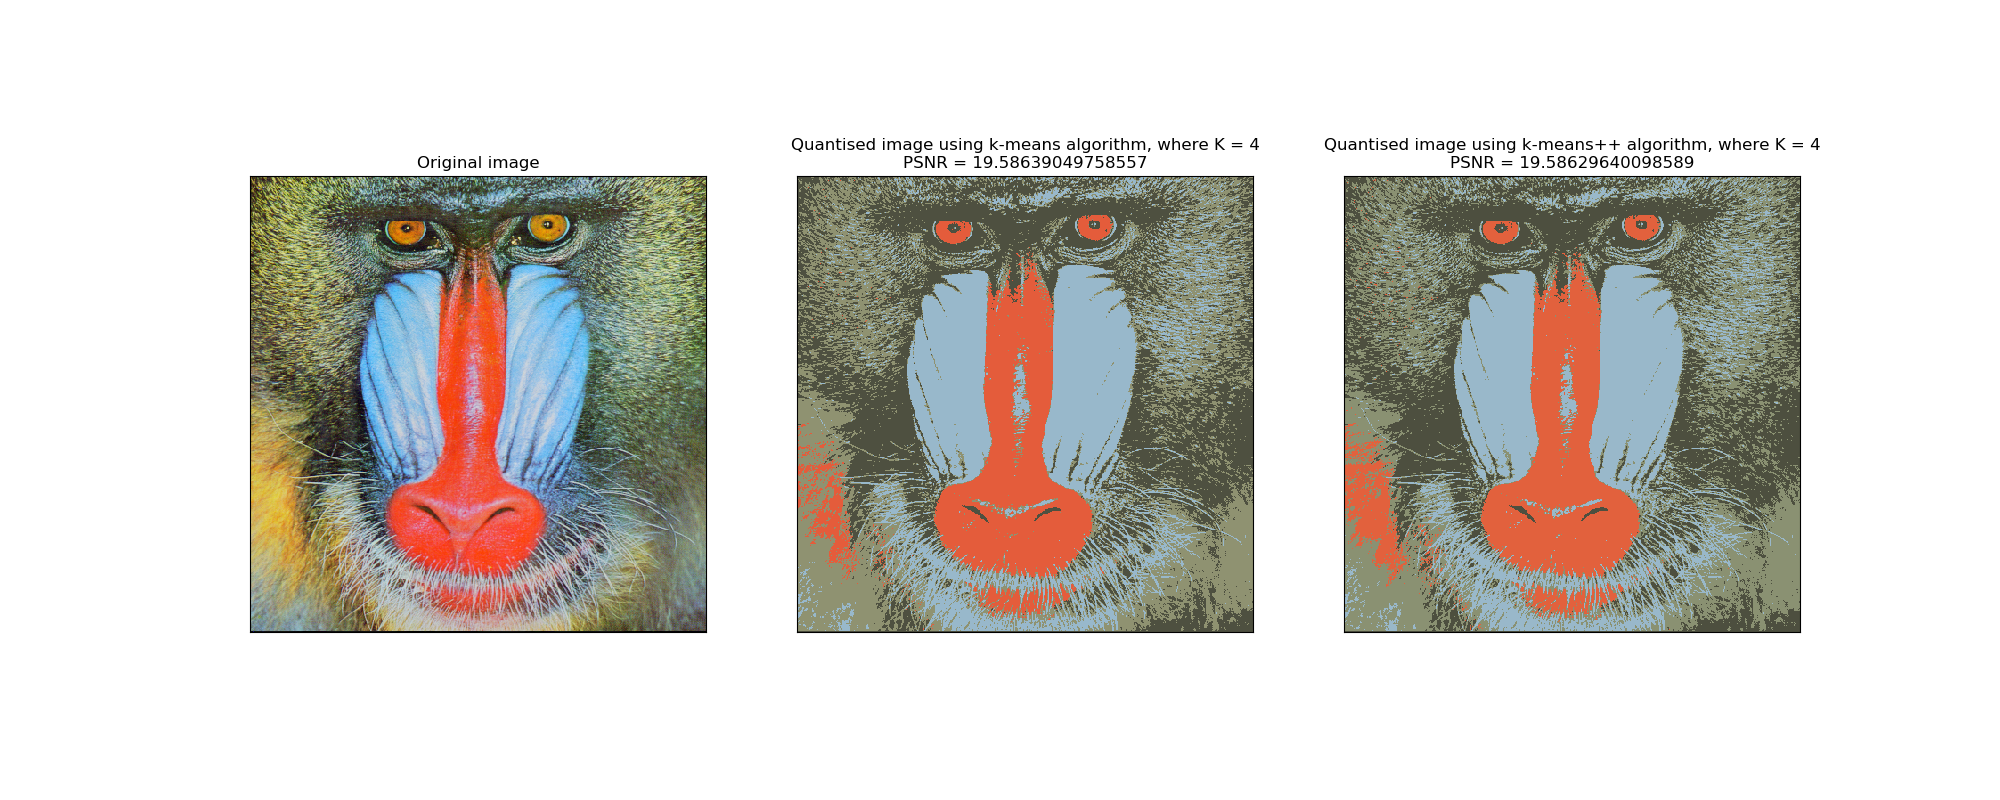 Original image
Quantised image using k-means algorithm, where K = 4
PSNR = 19.58639049758557
Quantised image using k-means++ algorithm, where K = 4
PSNR = 19.58629640098589